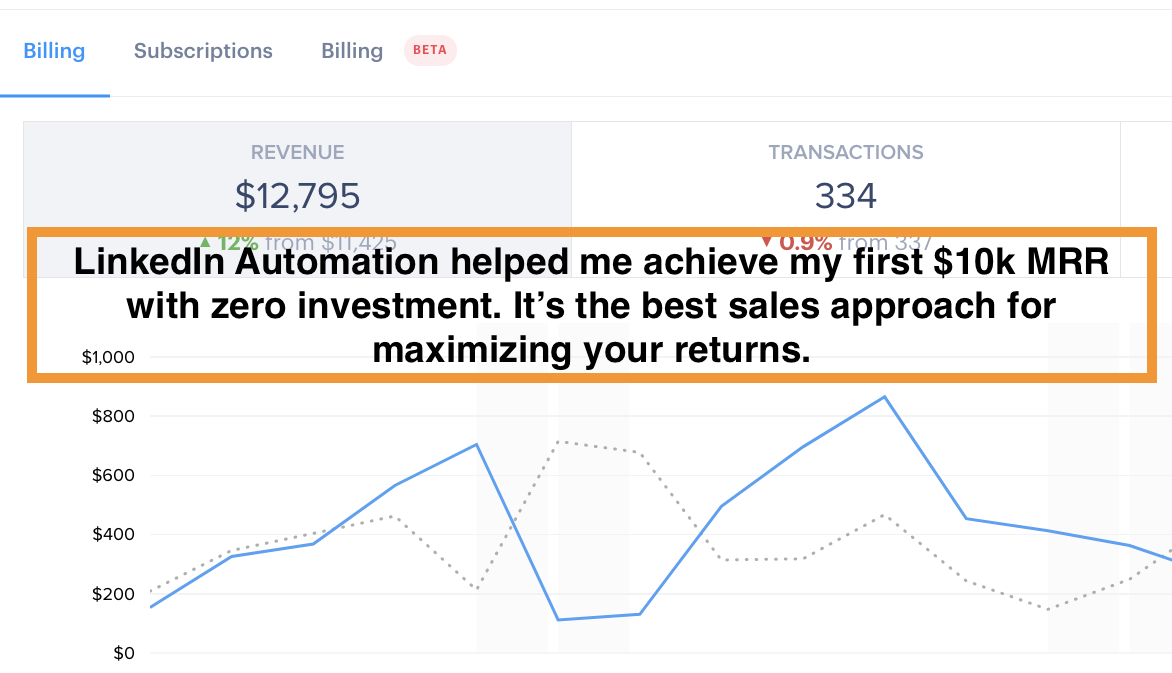 Billing Subscriptions Billing BETA
REVENUE TRANSACTIONS
$12,795 334
▲ 12% from $11,425 ▼ 0.9% from 337
LinkedIn Automation helped me achieve my first $10k MRR
with zero investment. It’s the best sales approach for
maximizing your returns.
$1,000
$800
$600
$400
$200
$0